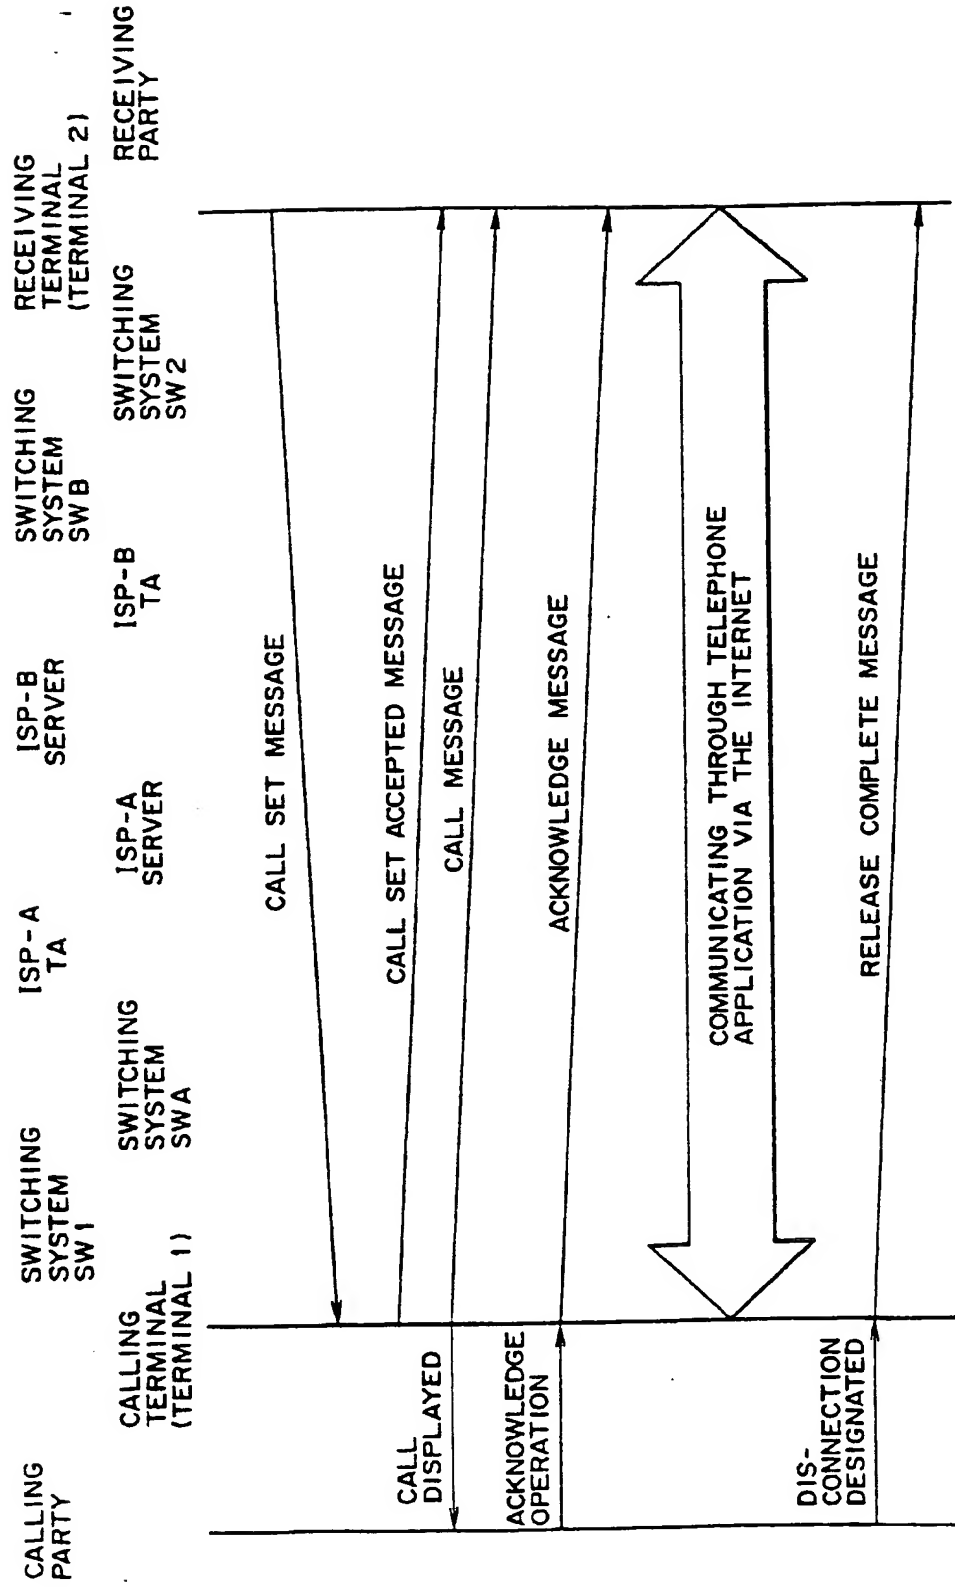 CALLING
PARTY
CALLING
TERMINAL
(TERMINAL 1)
SWITCHING
SYSTEM
SW1
SWITCHING
SYSTEM
SWA
ISP-A
TA
ISP-A
SERVER
ISP-B
SERVER
ISP-B
TA
SWITCHING
SYSTEM
SWB
SWITCHING
SYSTEM
SW2
RECEIVING
TERMINAL
(TERMINAL 2)
RECEIVING
PARTY
CALL SET MESSAGE
CALL SET ACCEPTED MESSAGE
CALL
DISPLAYED
CALL MESSAGE
ACKNOWLEDGE
OPERATION
ACKNOWLEDGE MESSAGE
COMMUNICATING THROUGH TELEPHONE
APPLICATION VIA THE INTERNET
DIS-
CONNECTION
DESIGNATED
RELEASE COMPLETE MESSAGE